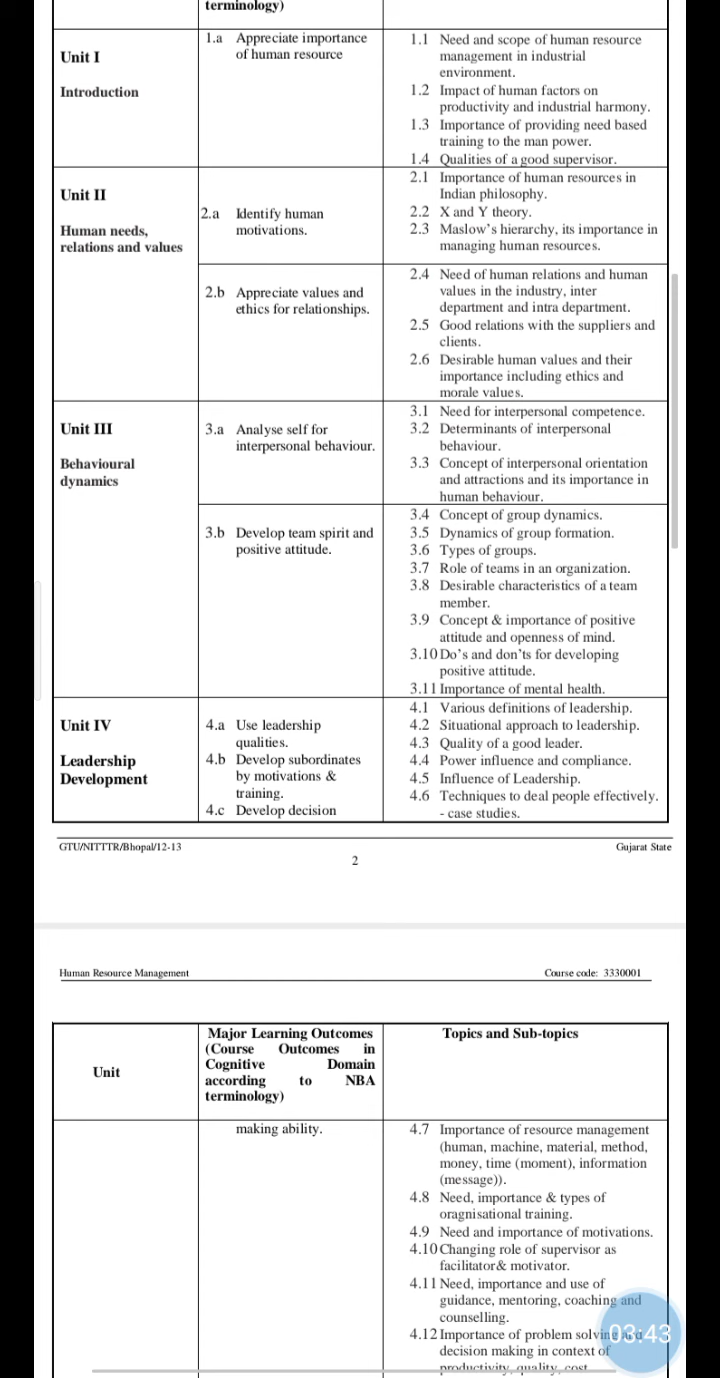 terminology)
Unit I
Introduction
1.a Appreciate importance
of human resource
1.1 Need and scope of human resource
management in industrial
environment.
1.2 Impact of human factors on
productivity and industrial harmony.
1.3 Importance of providing need based
training to the man power.
1.4 Qualities of a good supervisor.
Unit II
Human needs,
relations and values
2.a Identify human
motivations.
2.1 Importance of human resources in
Indian philosophy.
2.2 X and Y theory.
2.3 Maslow's hierarchy, its importance in
managing human resources.
2.b Appreciate values and
ethics for relationships.
2.4 Need of human relations and human
values in the industry, inter
department and intra department.
2.5 Good relations with the suppliers and
clients.
2.6 Desirable human values and their
importance including ethics and
morale values.
Unit III
Behavioural
dynamics
3.a Analyse self for
interpersonal behaviour.
3.1 Need for interpersonal competence.
3.2 Determinants of interpersonal
behaviour.
3.3 Concept of interpersonal orientation
and attractions and its importance in
human behaviour.
3.b Develop team spirit and
positive attitude.
3.4 Concept of group dynamics.
3.5 Dynamics of group formation.
3.6 Types of groups.
3.7 Role of teams in an organization.
3.8 Desirable characteristics of a team
member.
3.9 Concept & importance of positive
attitude and openness of mind.
3.10 Do's and don'ts for developing
positive attitude.
3.11 Importance of mental health.
Unit IV
Leadership
Development
4.a Use leadership
qualities.
4.b Develop subordinates
by motivations &
training.
4.c Develop decision
4.1 Various definitions of leadership.
4.2 Situational approach to leadership.
4.3 Quality of a good leader.
4.4 Power influence and compliance.
4.5 Influence of Leadership.
4.6 Techniques to deal people effectively.
- case studies.
GTU/NITTTR/Bhopal/12-13
Gujarat State
2
Human Resource Management
Course code: 3330001
Unit
Major Learning Outcomes
(Course Outcomes in
Cognitive Domain
according to NBA
terminology)
Topics and Sub-topics
making ability.
4.7 Importance of resource management
(human, machine, material, method,
money, time (moment), information
(message)).
4.8 Need, importance & types of
oragnisational training.
4.9 Need and importance of motivations.
4.10 Changing role of supervisor as
facilitator& motivator.
4.11 Need, importance and use of
guidance, mentoring, coaching and
counselling.
4.12 Importance of problem solving and
decision making in context of
productivity, quality, cost
03:43